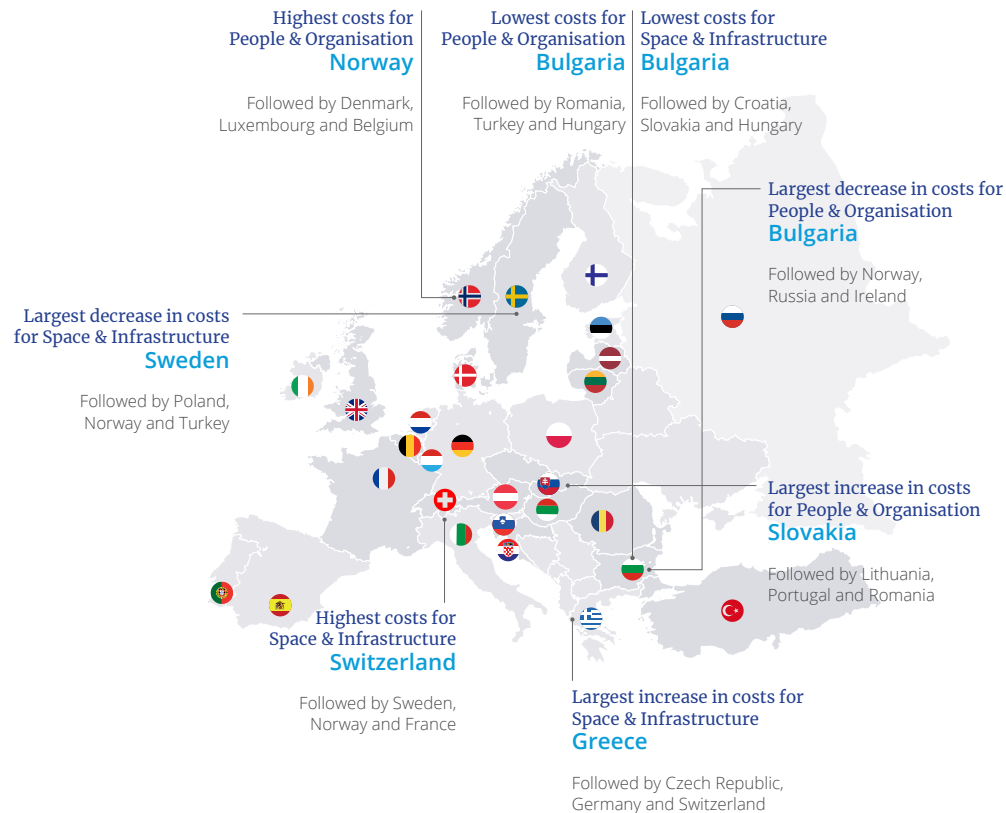 Highest costs for
People & Organisation
Norway
Followed by Denmark,
Luxembourg and Belgium
Lowest costs for
People & Organisation
Bulgaria
Followed by Romania,
Turkey and Hungary
Lowest costs for
Space & Infrastructure
Bulgaria
Followed by Croatia,
Slovakia and Hungary
Largest decrease in costs for
People & Organisation
Bulgaria
Followed by Norway,
Russia and Ireland
Largest decrease in costs
for Space & Infrastructure
Sweden
Followed by Poland,
Norway and Turkey
Largest increase in costs
for People & Organisation
Slovakia
Followed by Lithuania,
Portugal and Romania
Highest costs for
Space & Infrastructure
Switzerland
Followed by Sweden,
Norway and France
Largest increase in costs for
Space & Infrastructure
Greece
Followed by Czech Republic,
Germany and Switzerland